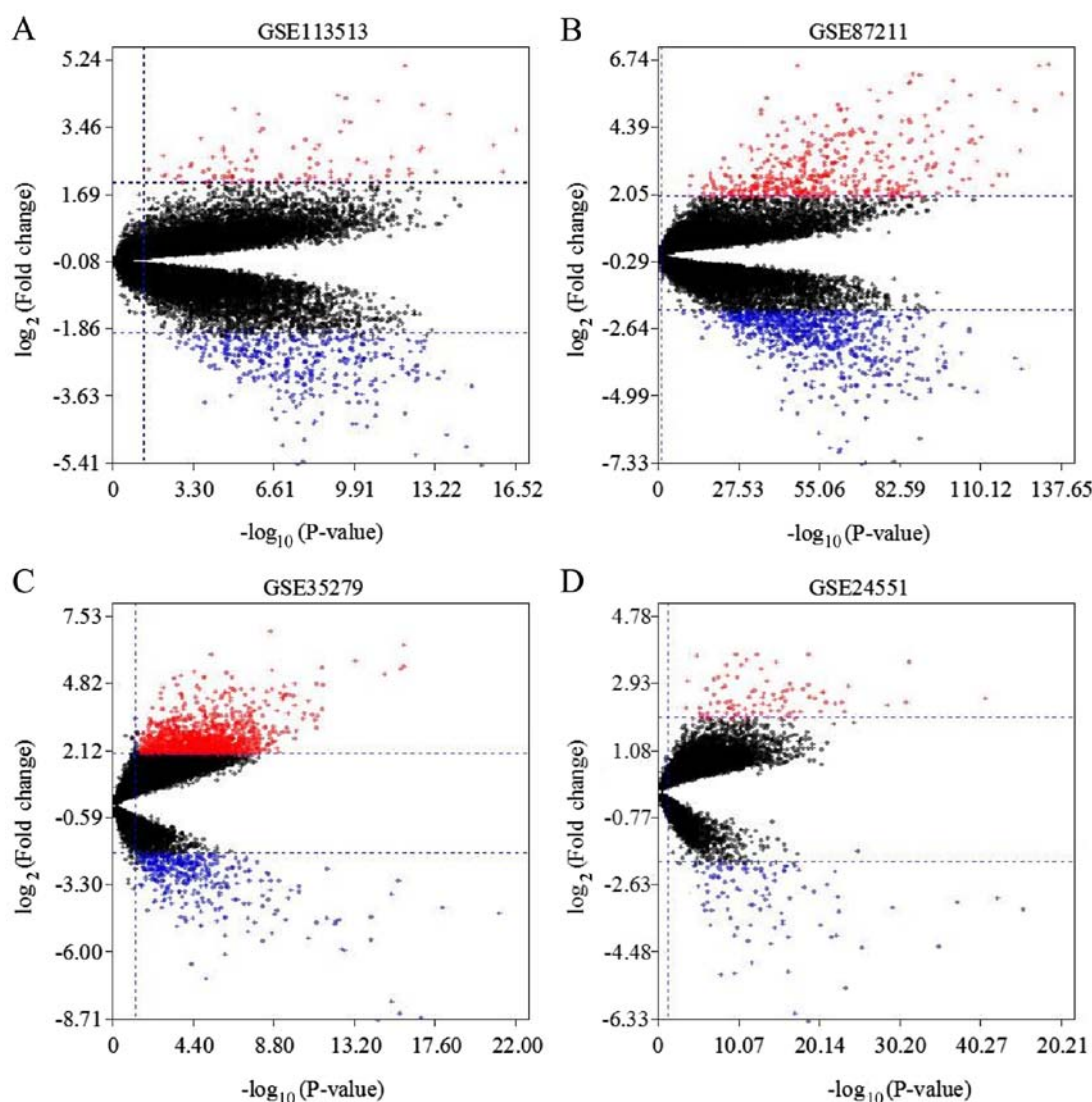 A
GSE113513
5.24
3.46
1.69
-0.08
-1.86
-3.63
-5.41
log2 (Fold change)
0 3.30 6.61 9.91 13.22 16.52
-log10 (P-value)
B
GSE87211
6.74
4.39
2.05
-0.29
-2.64
-4.99
-7.33
log2 (Fold change)
0 27.53 55.06 82.59 110.12 137.65
-log10 (P-value)
C
GSE35279
7.53
4.82
2.12
-0.59
-3.30
-6.00
-8.71
log2 (Fold change)
0 4.40 8.80 13.20 17.60 22.00
-log10 (P-value)
D
GSE24551
4.78
2.93
1.08
-0.77
-2.63
-4.48
-6.33
log2 (Fold change)
0 10.07 20.14 30.20 40.27 20.21
-log10 (P-value)